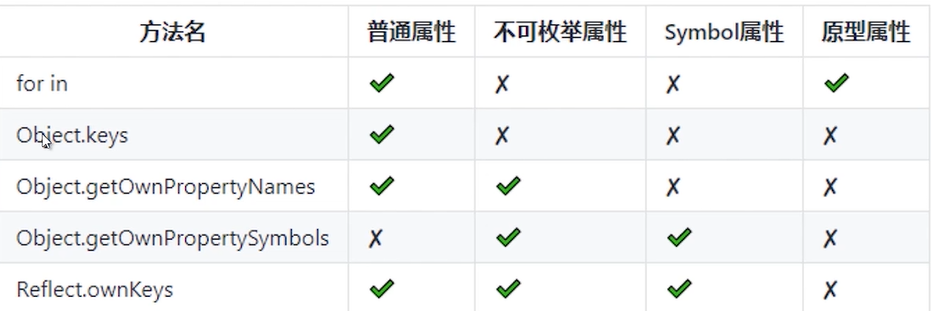 方法名 普通属性 不可枚举属性 Symbol属性 原型属性
for in ✔ ✗ ✗ ✔
Object.keys ✔ ✗ ✗ ✗
Object.getOwnPropertyNames ✔ ✔ ✗ ✗
Object.getOwnPropertySymbols ✗ ✔ ✔ ✗
Reflect.ownKeys ✔ ✔ ✔ ✗